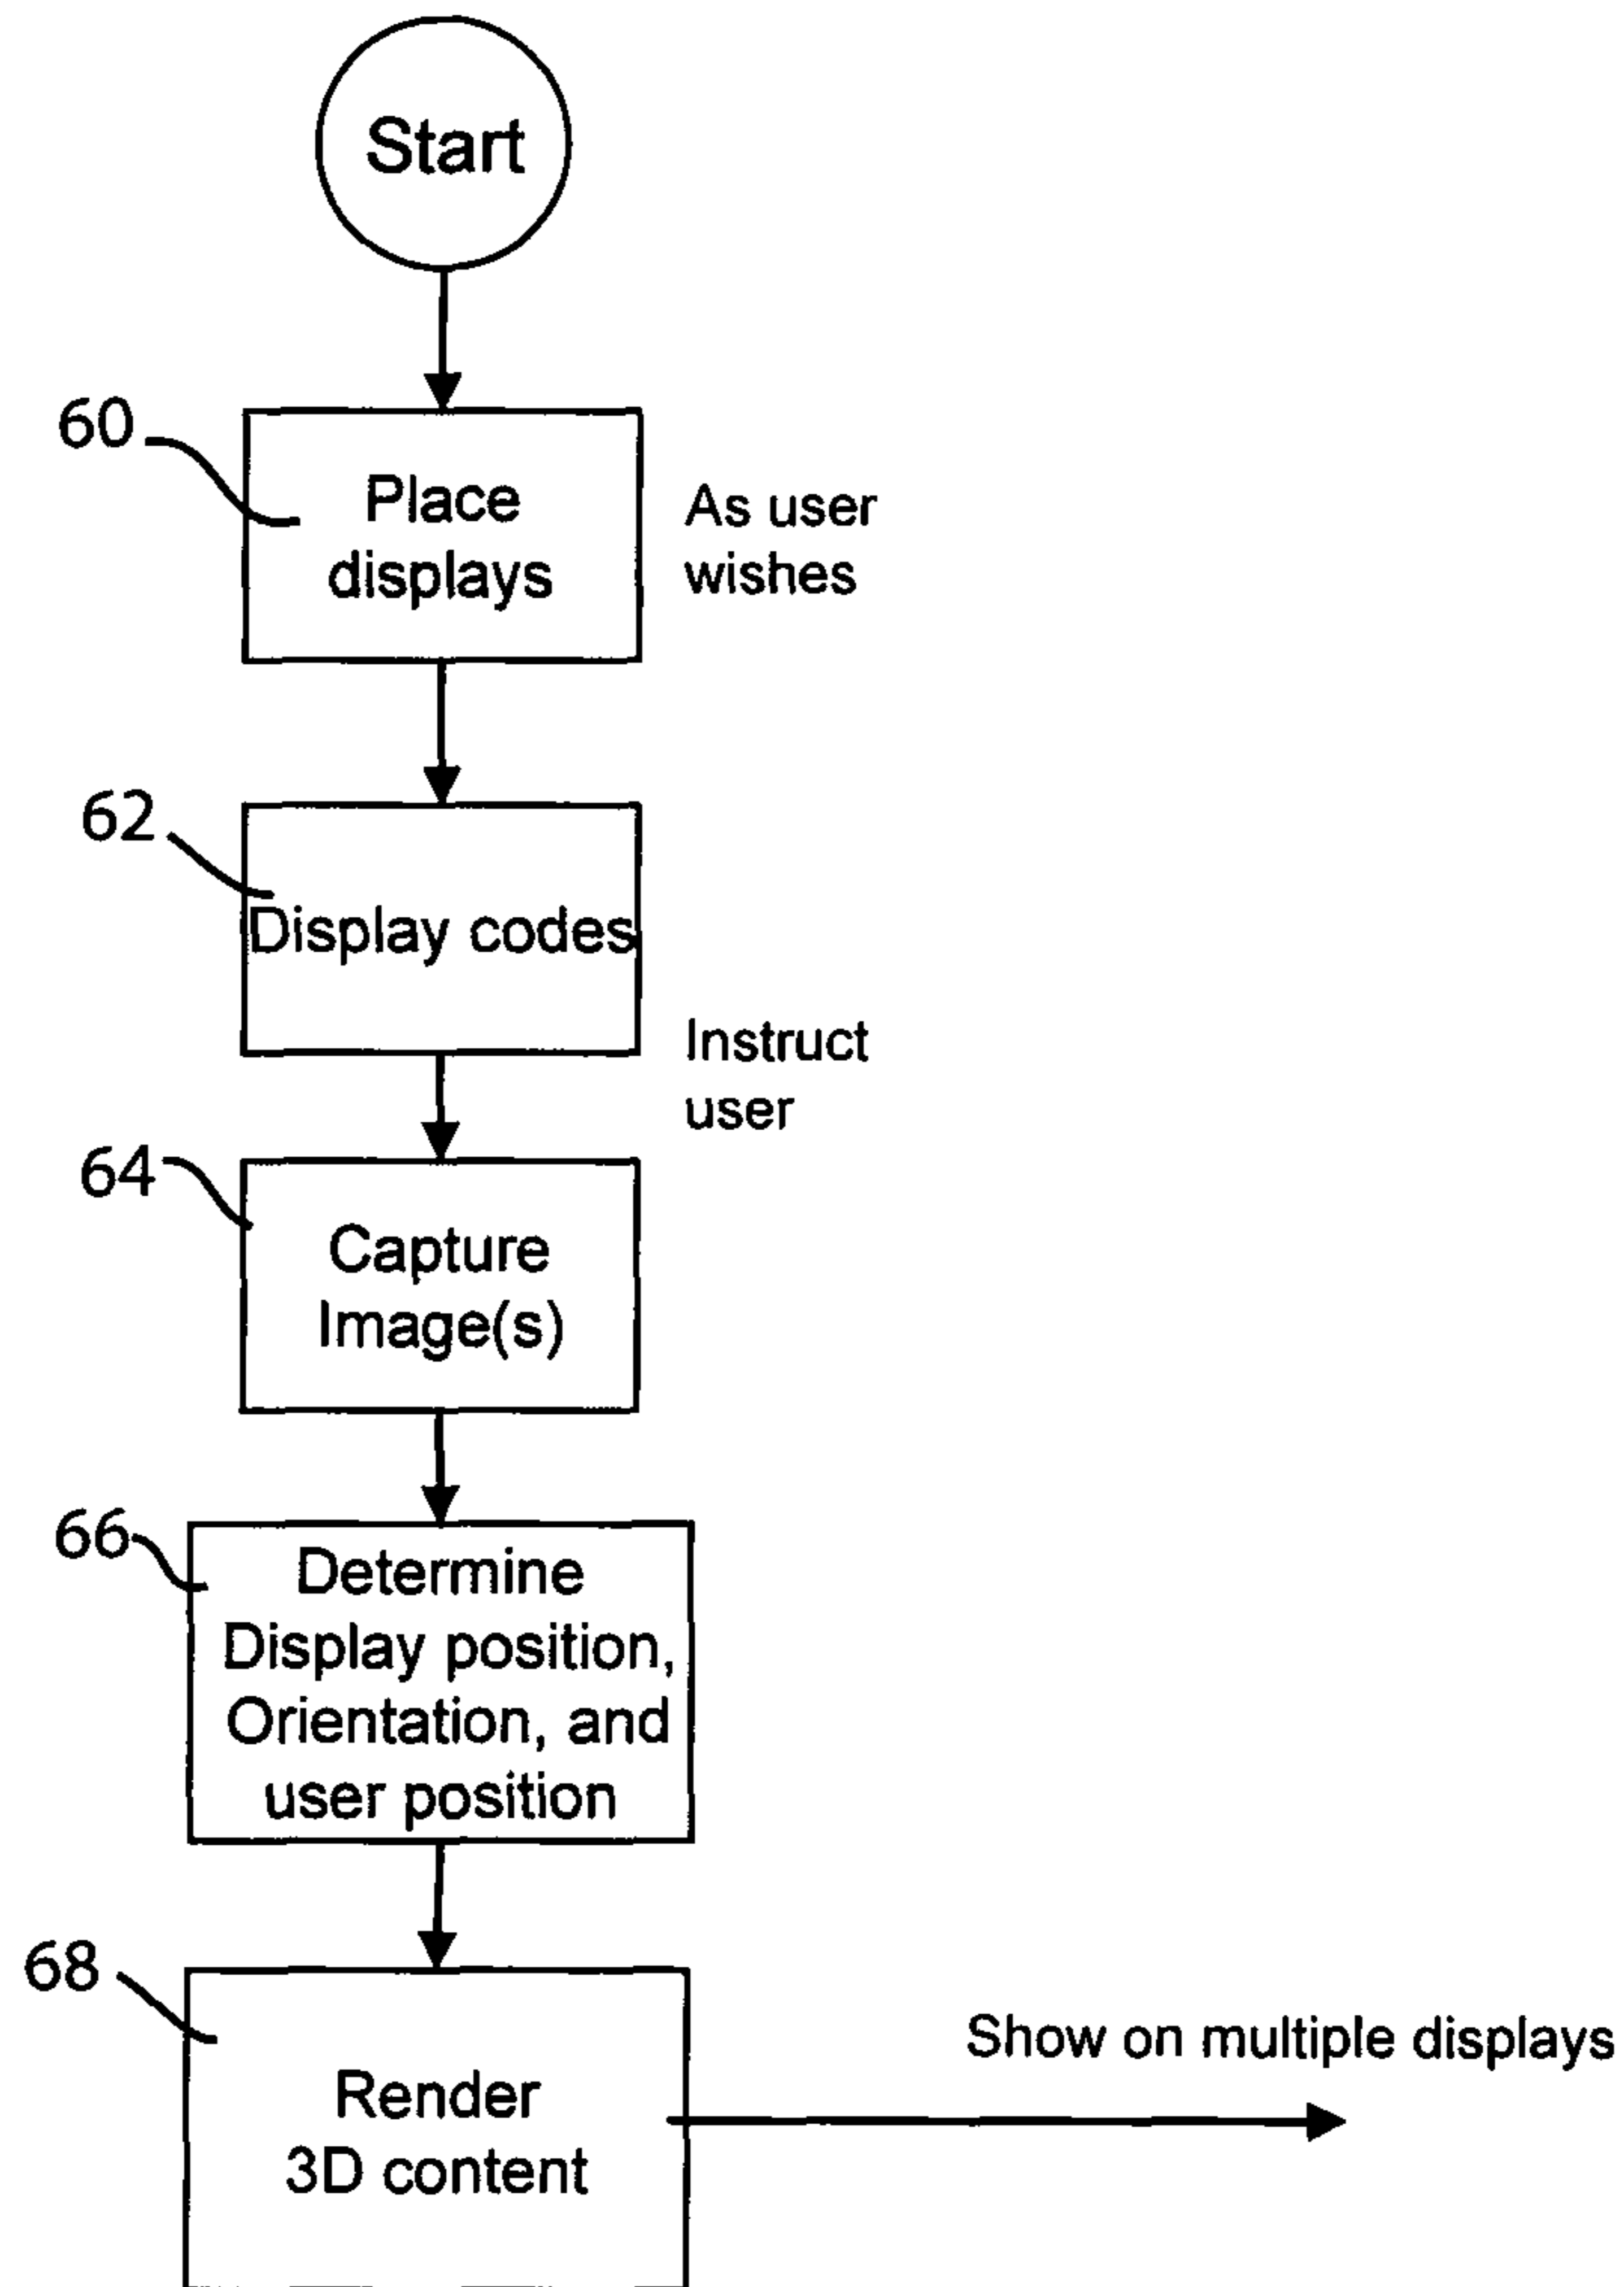 Start
60
Place
displays
As user
wishes
62
Display codes
Instruct
user
64
Capture
Image(s)
66
Determine
Display position,
Orientation, and
user position
68
Render
3D content
Show on multiple displays